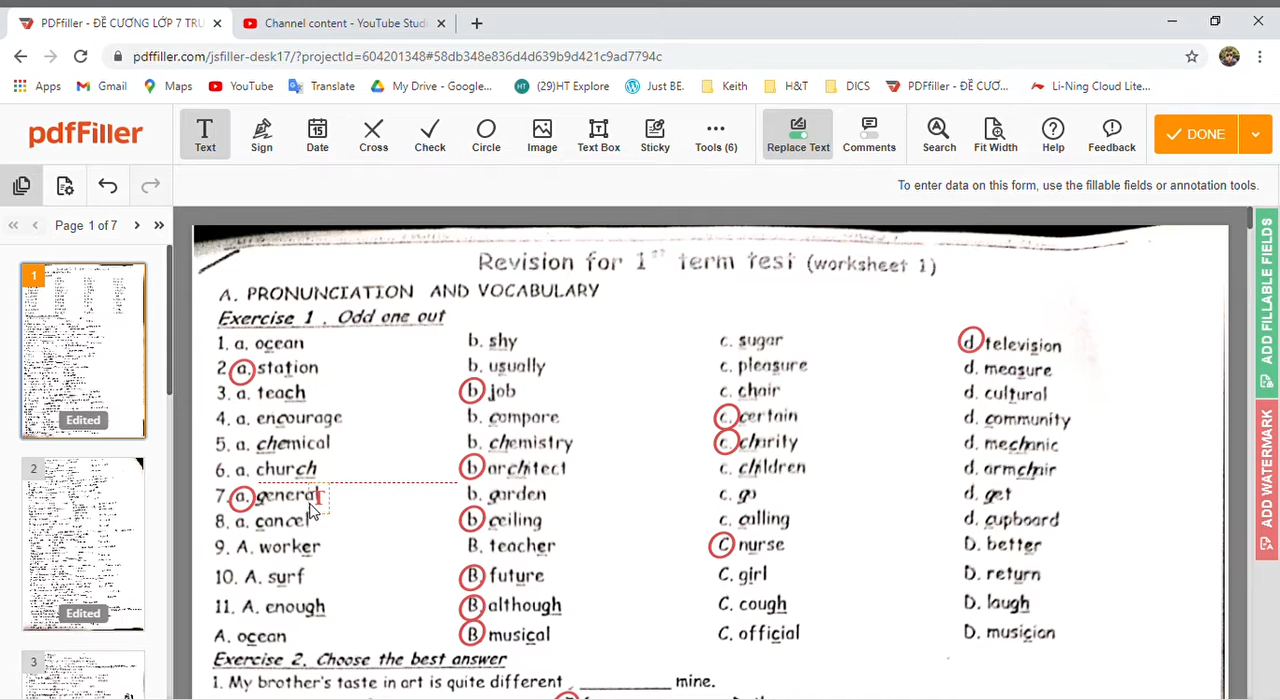 PDFfiller - ĐỀ CƯƠNG LỚP 7 TRU
Channel content - YouTube Studi
pdffiller.com/jsfiller-desk17/?projectId=604201348#58db348e836d4d639b9d421c9ad7794c
Apps Gmail Maps YouTube Translate My Drive - Google... (29)HT Explore Just BE. Keith H&T DICS PDFfiller - ĐỀ CƯƠ... Li-Ning Cloud Lite...
pdfFiller
Text Sign Date Cross Check Circle Image Text Box Sticky Tools (6) Replace Text Comments Search Fit Width Help Feedback DONE
To enter data on this form, use the fillable fields or annotation tools.
Page 1 of 7
1
Edited
2
Edited
3
Revision for 1st term test (worksheet 1)
A. PRONUNCIATION AND VOCABULARY
Exercise 1 . Odd one out
1. a. ocean b. shy c. sugar d. television
2 a. station b. usually c. pleasure d. measure
3. a. teach b. job c. chair d. cultural
4. a. encourage b. compare c. certain d. community
5. a. chemical b. chemistry c. charity d. mechanic
6. a. church b. architect c. children d. armchair
7. a. general b. garden c. go d. get
8. a. cancel b. ceiling c. calling d. cupboard
9. A. worker B. teacher C nurse D. better
10. A. surf B. future C. girl D. return
11. A. enough B. although C. cough D. laugh
A. ocean B musical C. official D. musician
Exercise 2. Choose the best answer
1. My brother's taste in art is quite different __________ mine.
ADD FILLABLE FIELDS
ADD WATERMARK